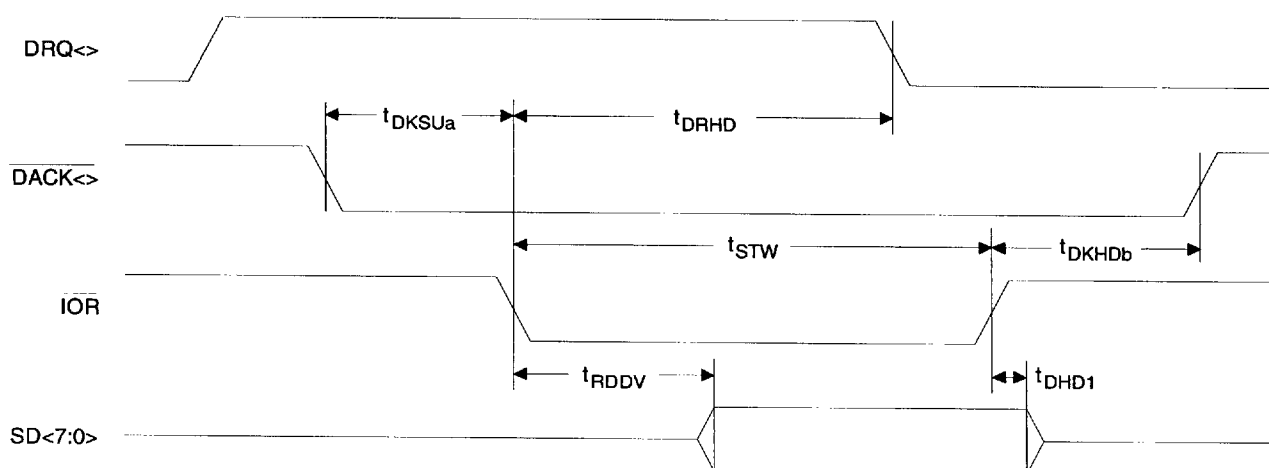 DRQ<>
tDKSUa
tDRHD
DACK<>
tSTW
tDKHDb
IOR
tRDDV
tDHD1
SD<7:0>